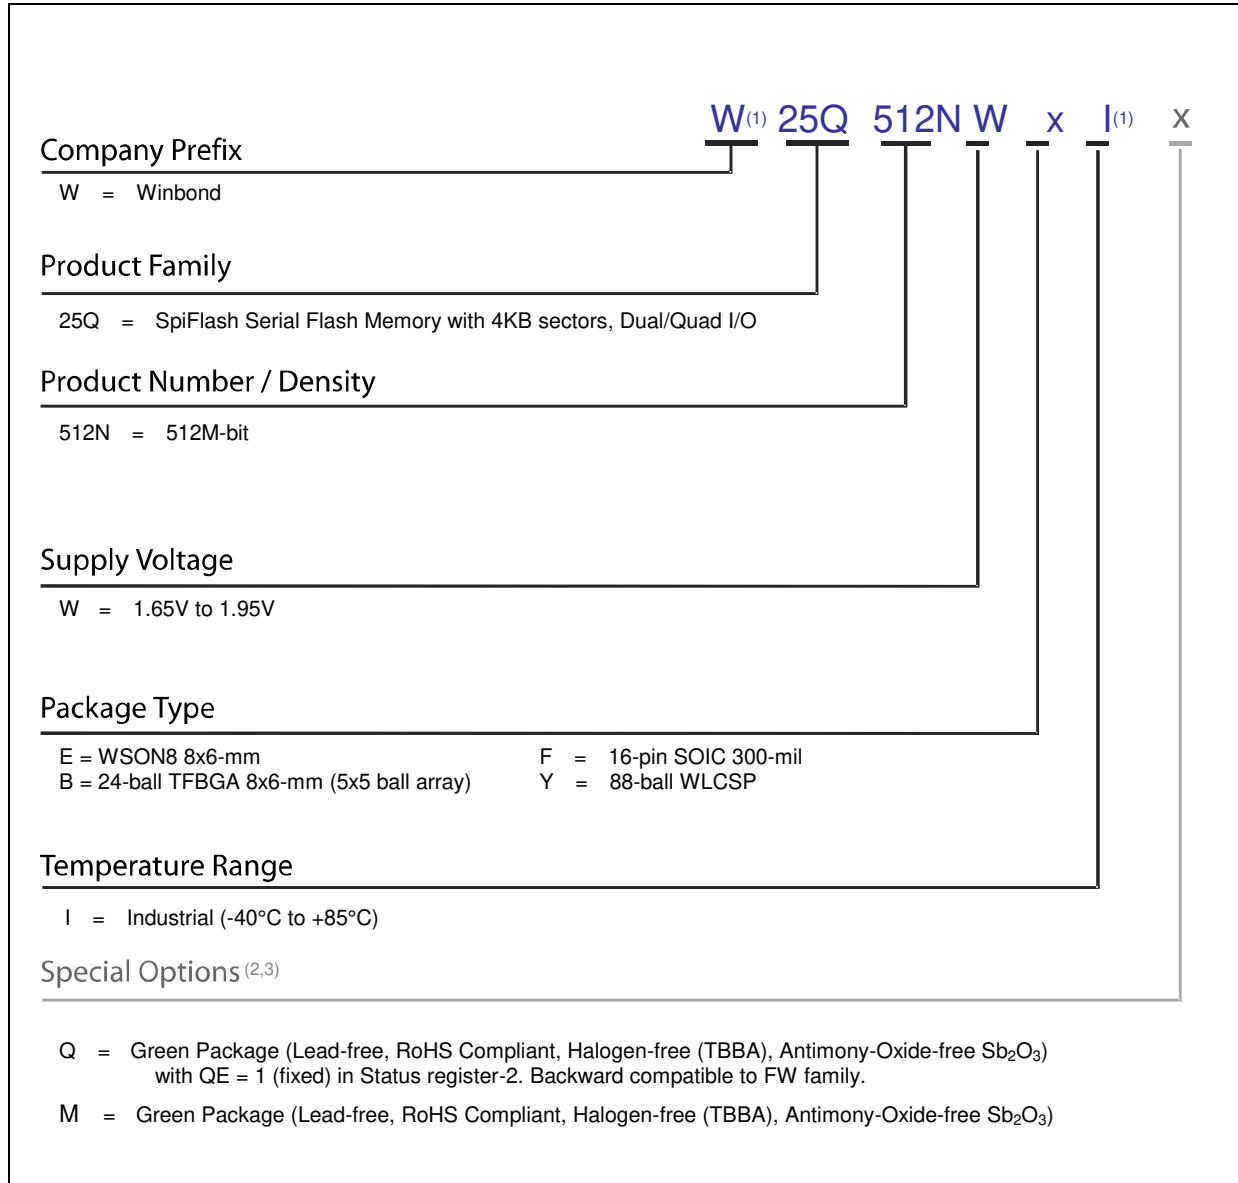 W(1) 25Q 512N W x I(1) x
Company Prefix
W = Winbond
Product Family
25Q = SpiFlash Serial Flash Memory with 4KB sectors, Dual/Quad I/O
Product Number / Density
512N = 512M-bit
Supply Voltage
W = 1.65V to 1.95V
Package Type
E = WSON8 8x6-mm F = 16-pin SOIC 300-mil
B = 24-ball TFBGA 8x6-mm (5x5 ball array) Y = 88-ball WLCSP
Temperature Range
I = Industrial (-40°C to +85°C)
Special Options (2,3)
Q = Green Package (Lead-free, RoHS Compliant, Halogen-free (TBBA), Antimony-Oxide-free Sb₂O₃)
with QE = 1 (fixed) in Status register-2. Backward compatible to FW family.
M = Green Package (Lead-free, RoHS Compliant, Halogen-free (TBBA), Antimony-Oxide-free Sb₂O₃)